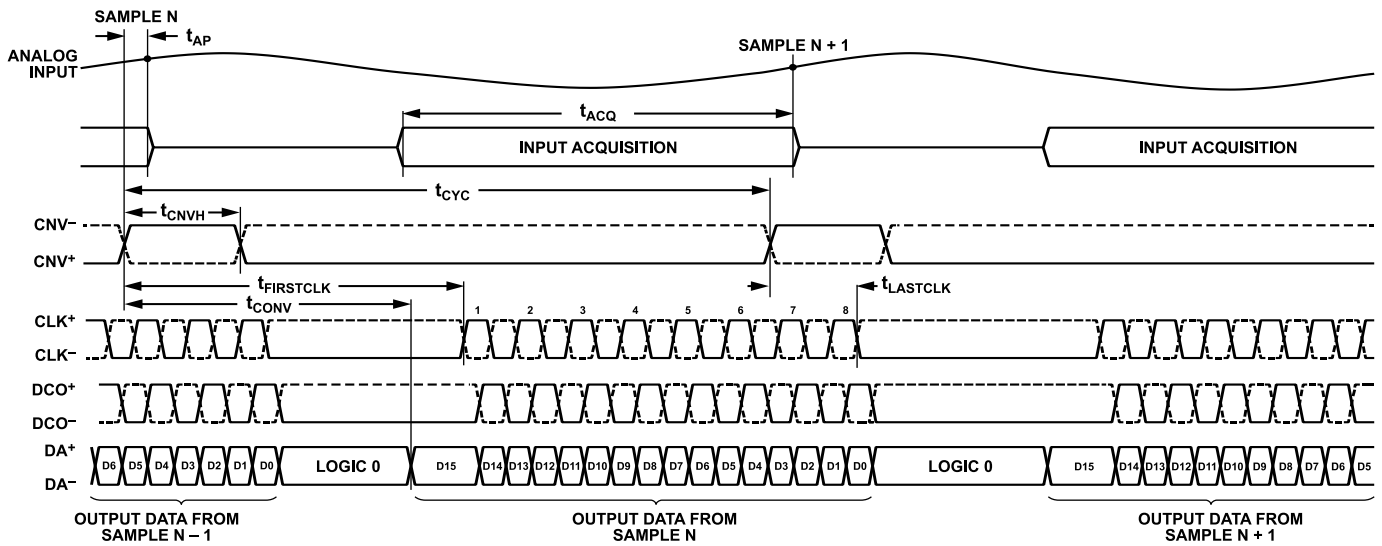 SAMPLE N
tAP
ANALOG
INPUT
SAMPLE N + 1
tACQ
INPUT ACQUISITION
INPUT ACQUISITION
tCYC
tCNVH
CNV−
CNV+
tFIRSTCLK
tLASTCLK
tCONV
CLK+
CLK−
1 2 3 4 5 6 7 8
DCO+
DCO−
DA+
DA−
D6 D5 D4 D3 D2 D1 D0 LOGIC 0 D15 D14 D13 D12 D11 D10 D9 D8 D7 D6 D5 D4 D3 D2 D1 D0 LOGIC 0 D15 D14 D13 D12 D11 D10 D9 D8 D7 D6 D5
OUTPUT DATA FROM
SAMPLE N – 1
OUTPUT DATA FROM
SAMPLE N
OUTPUT DATA FROM
SAMPLE N + 1